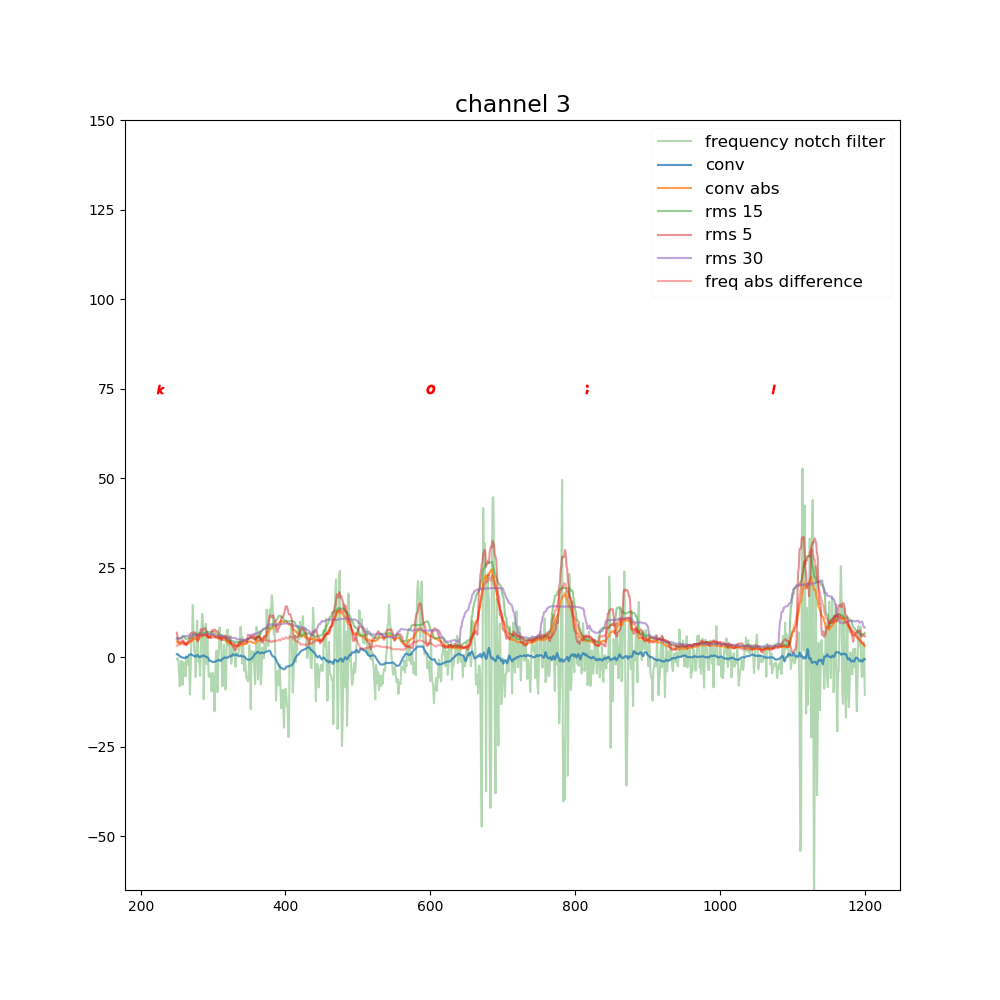 channel 3
150
125
100
75
50
25
0
−25
−50
frequency notch filter
conv
conv abs
rms 15
rms 5
rms 30
freq abs difference
k o ; l
200 400 600 800 1000 1200